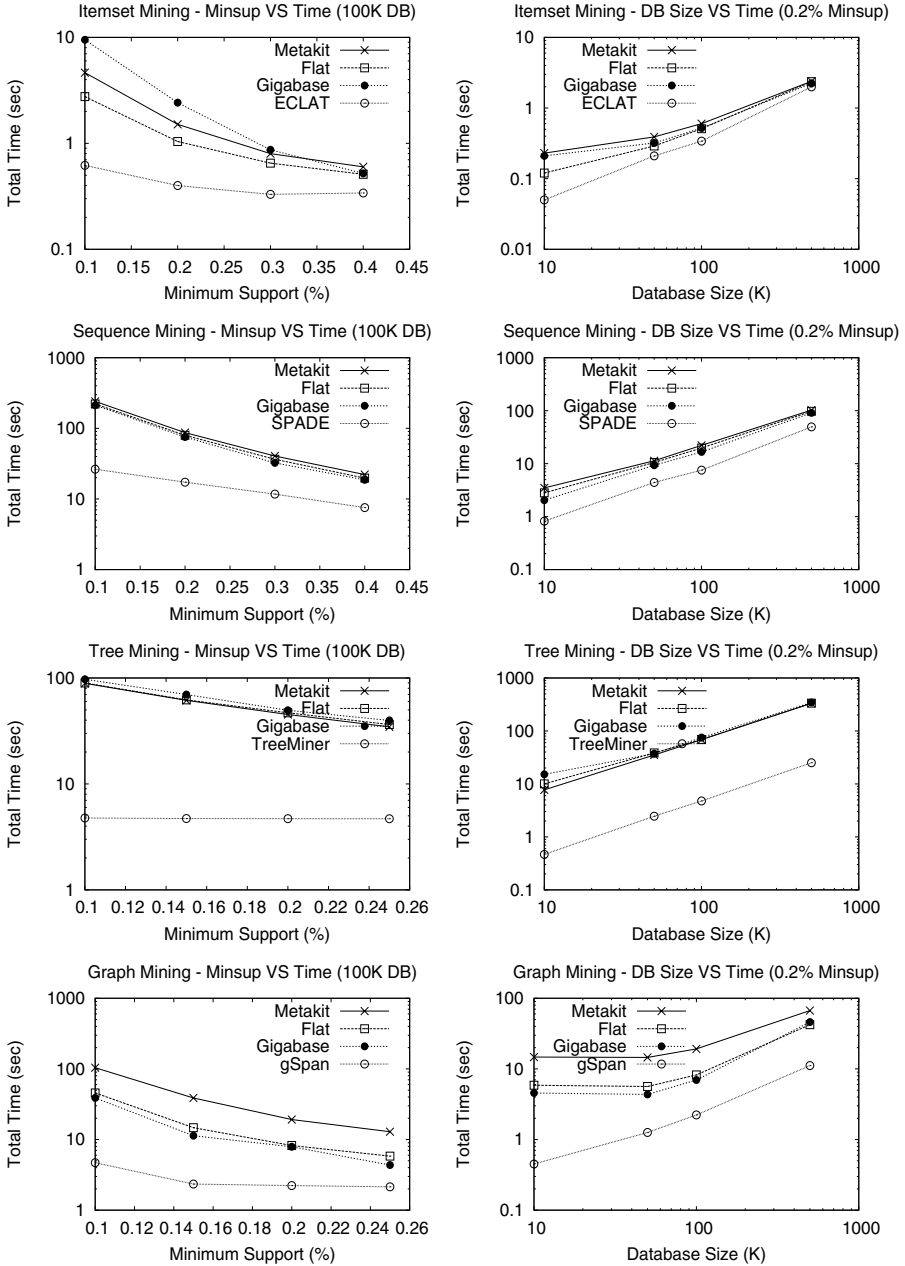 Itemset Mining - Minsup VS Time (100K DB)
Total Time (sec)
10
1
0.1
Metakit
Flat
Gigabase
ECLAT
0.1 0.15 0.2 0.25 0.3 0.35 0.4 0.45
Minimum Support (%)
Itemset Mining - DB Size VS Time (0.2% Minsup)
Total Time (sec)
10
1
0.1
0.01
Metakit
Flat
Gigabase
ECLAT
10 100 1000
Database Size (K)
Sequence Mining - Minsup VS Time (100K DB)
Total Time (sec)
1000
100
10
1
Metakit
Flat
Gigabase
SPADE
0.1 0.15 0.2 0.25 0.3 0.35 0.4 0.45
Minimum Support (%)
Sequence Mining - DB Size VS Time (0.2% Minsup)
Total Time (sec)
1000
100
10
1
0.1
Metakit
Flat
Gigabase
SPADE
10 100 1000
Database Size (K)
Tree Mining - Minsup VS Time (100K DB)
Total Time (sec)
100
10
1
Metakit
Flat
Gigabase
TreeMiner
0.1 0.12 0.14 0.16 0.18 0.2 0.22 0.24 0.26
Minimum Support (%)
Tree Mining - DB Size VS Time (0.2% Minsup)
Total Time (sec)
1000
100
10
1
0.1
Metakit
Flat
Gigabase
TreeMiner
10 100 1000
Database Size (K)
Graph Mining - Minsup VS Time (100K DB)
Total Time (sec)
1000
100
10
1
Metakit
Flat
Gigabase
gSpan
0.1 0.12 0.14 0.16 0.18 0.2 0.22 0.24 0.26
Minimum Support (%)
Graph Mining - DB Size VS Time (0.2% Minsup)
Total Time (sec)
100
10
1
0.1
Metakit
Flat
Gigabase
gSpan
10 100 1000
Database Size (K)